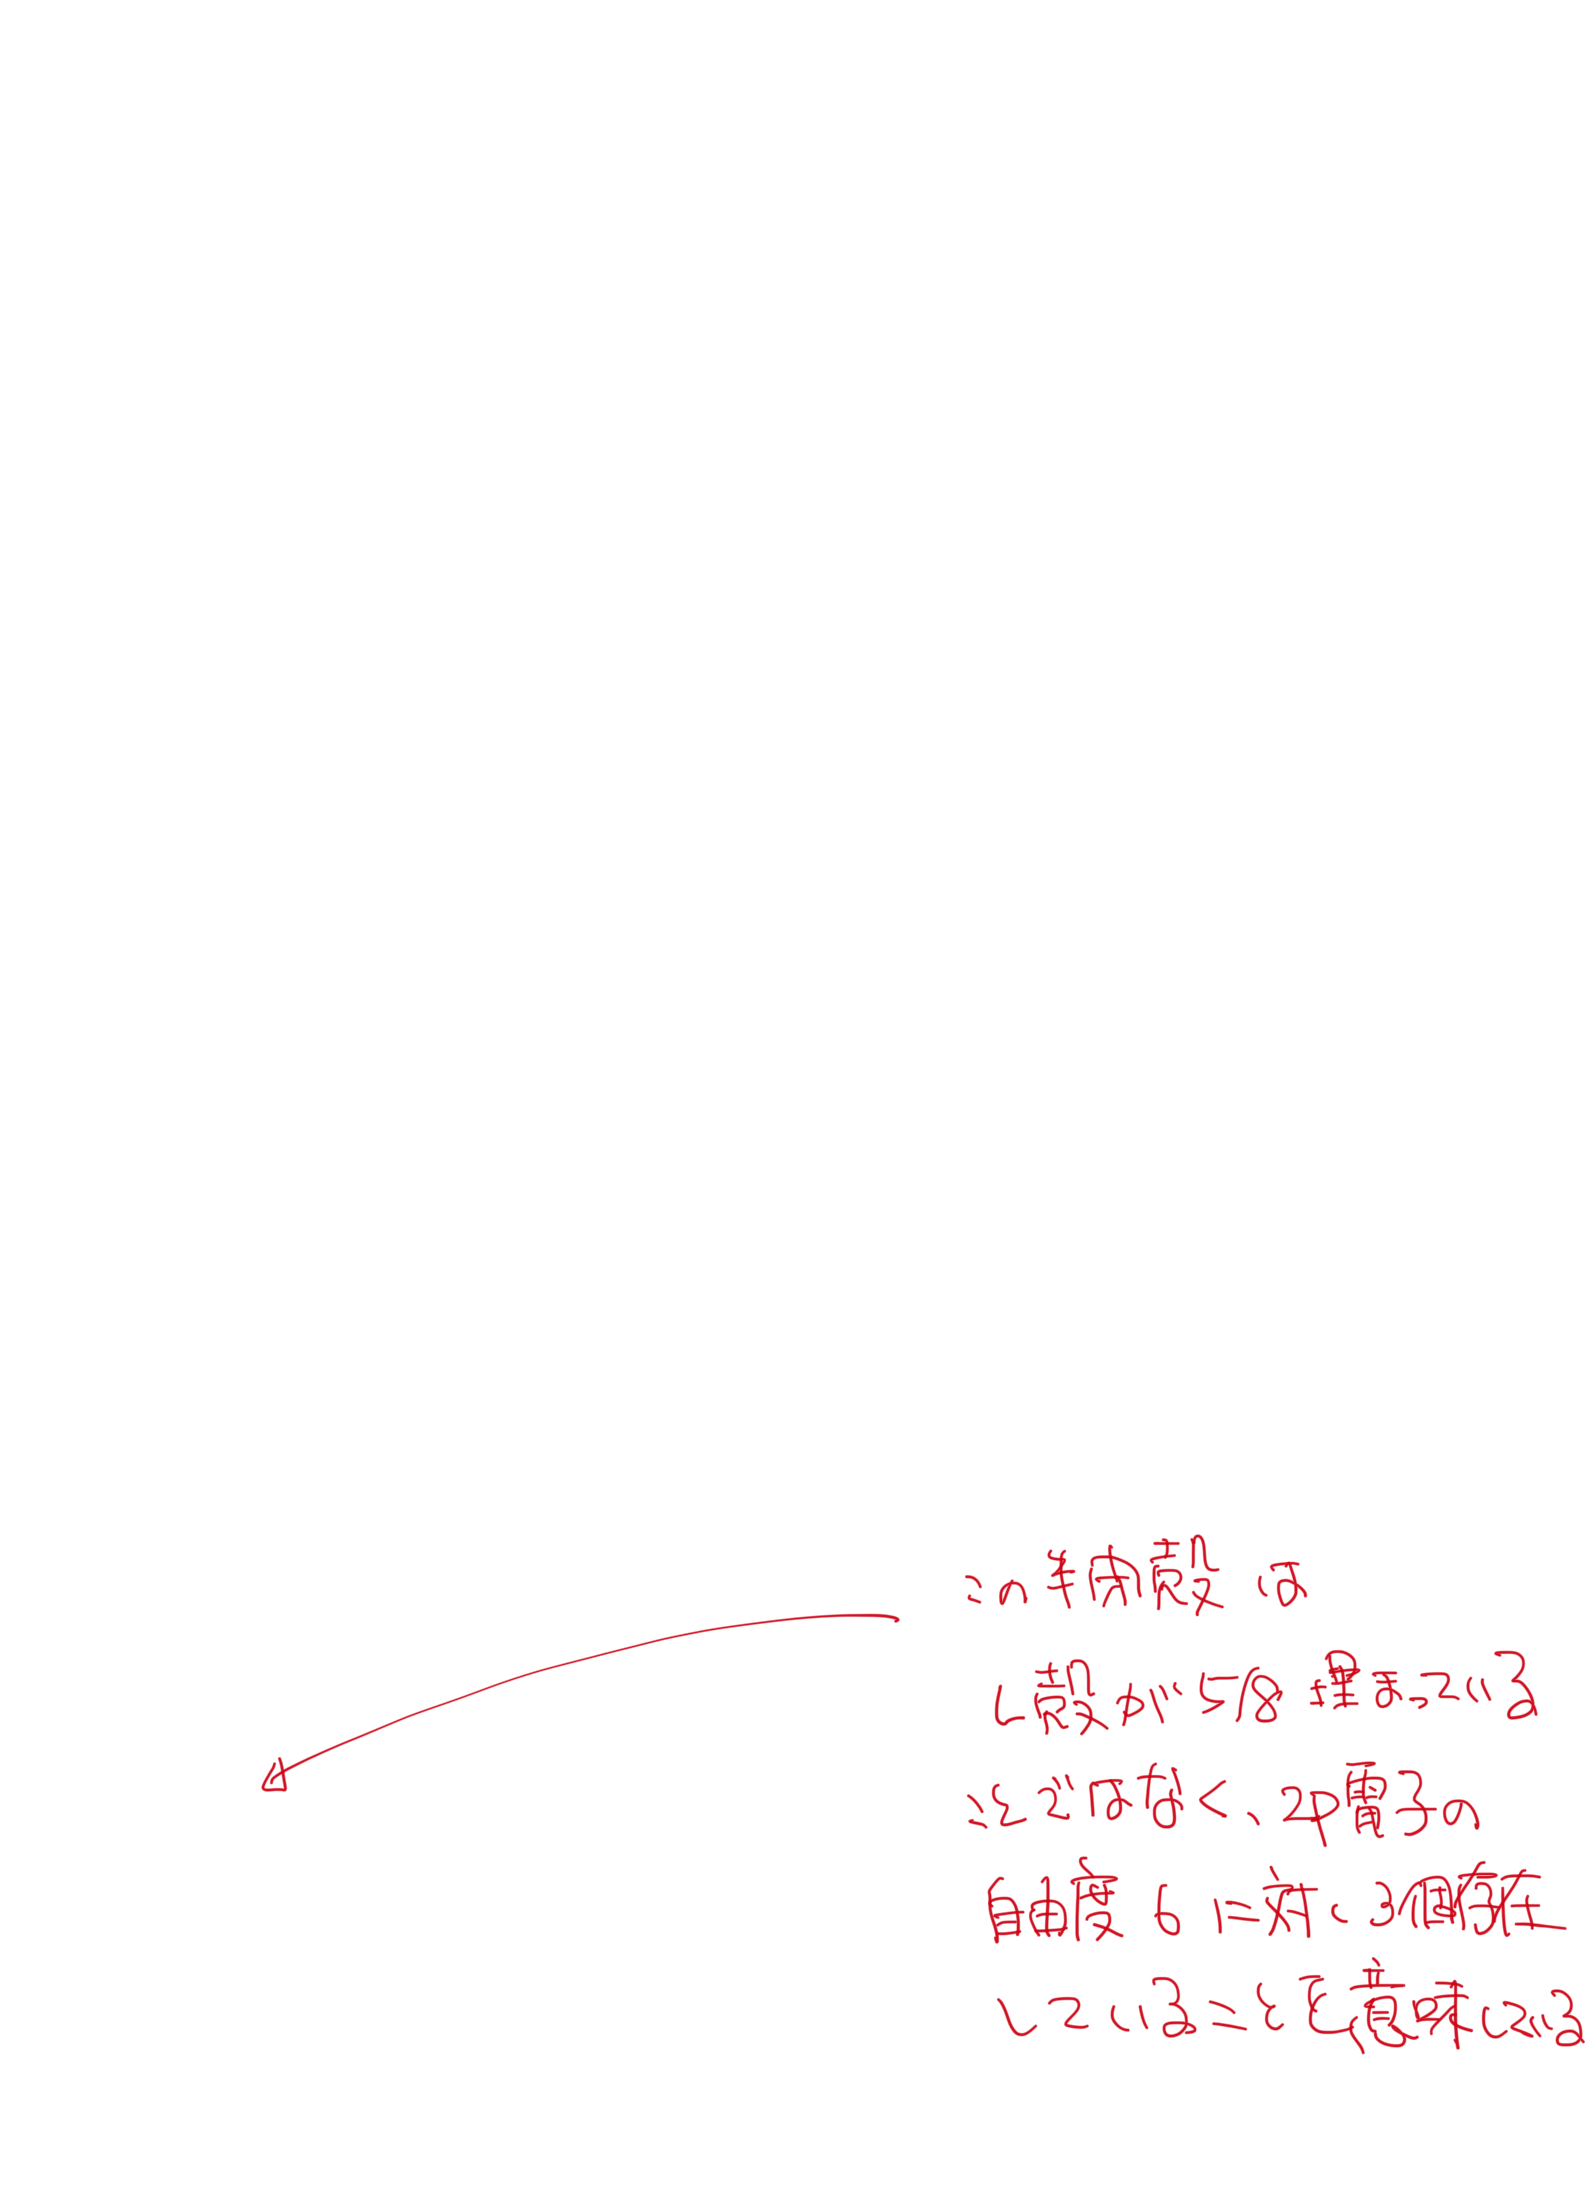 この半閉殻は
L殻が5/8埋まっている
ことではなく、2p電子の
自由度6に対し3個存在
していることを意味している